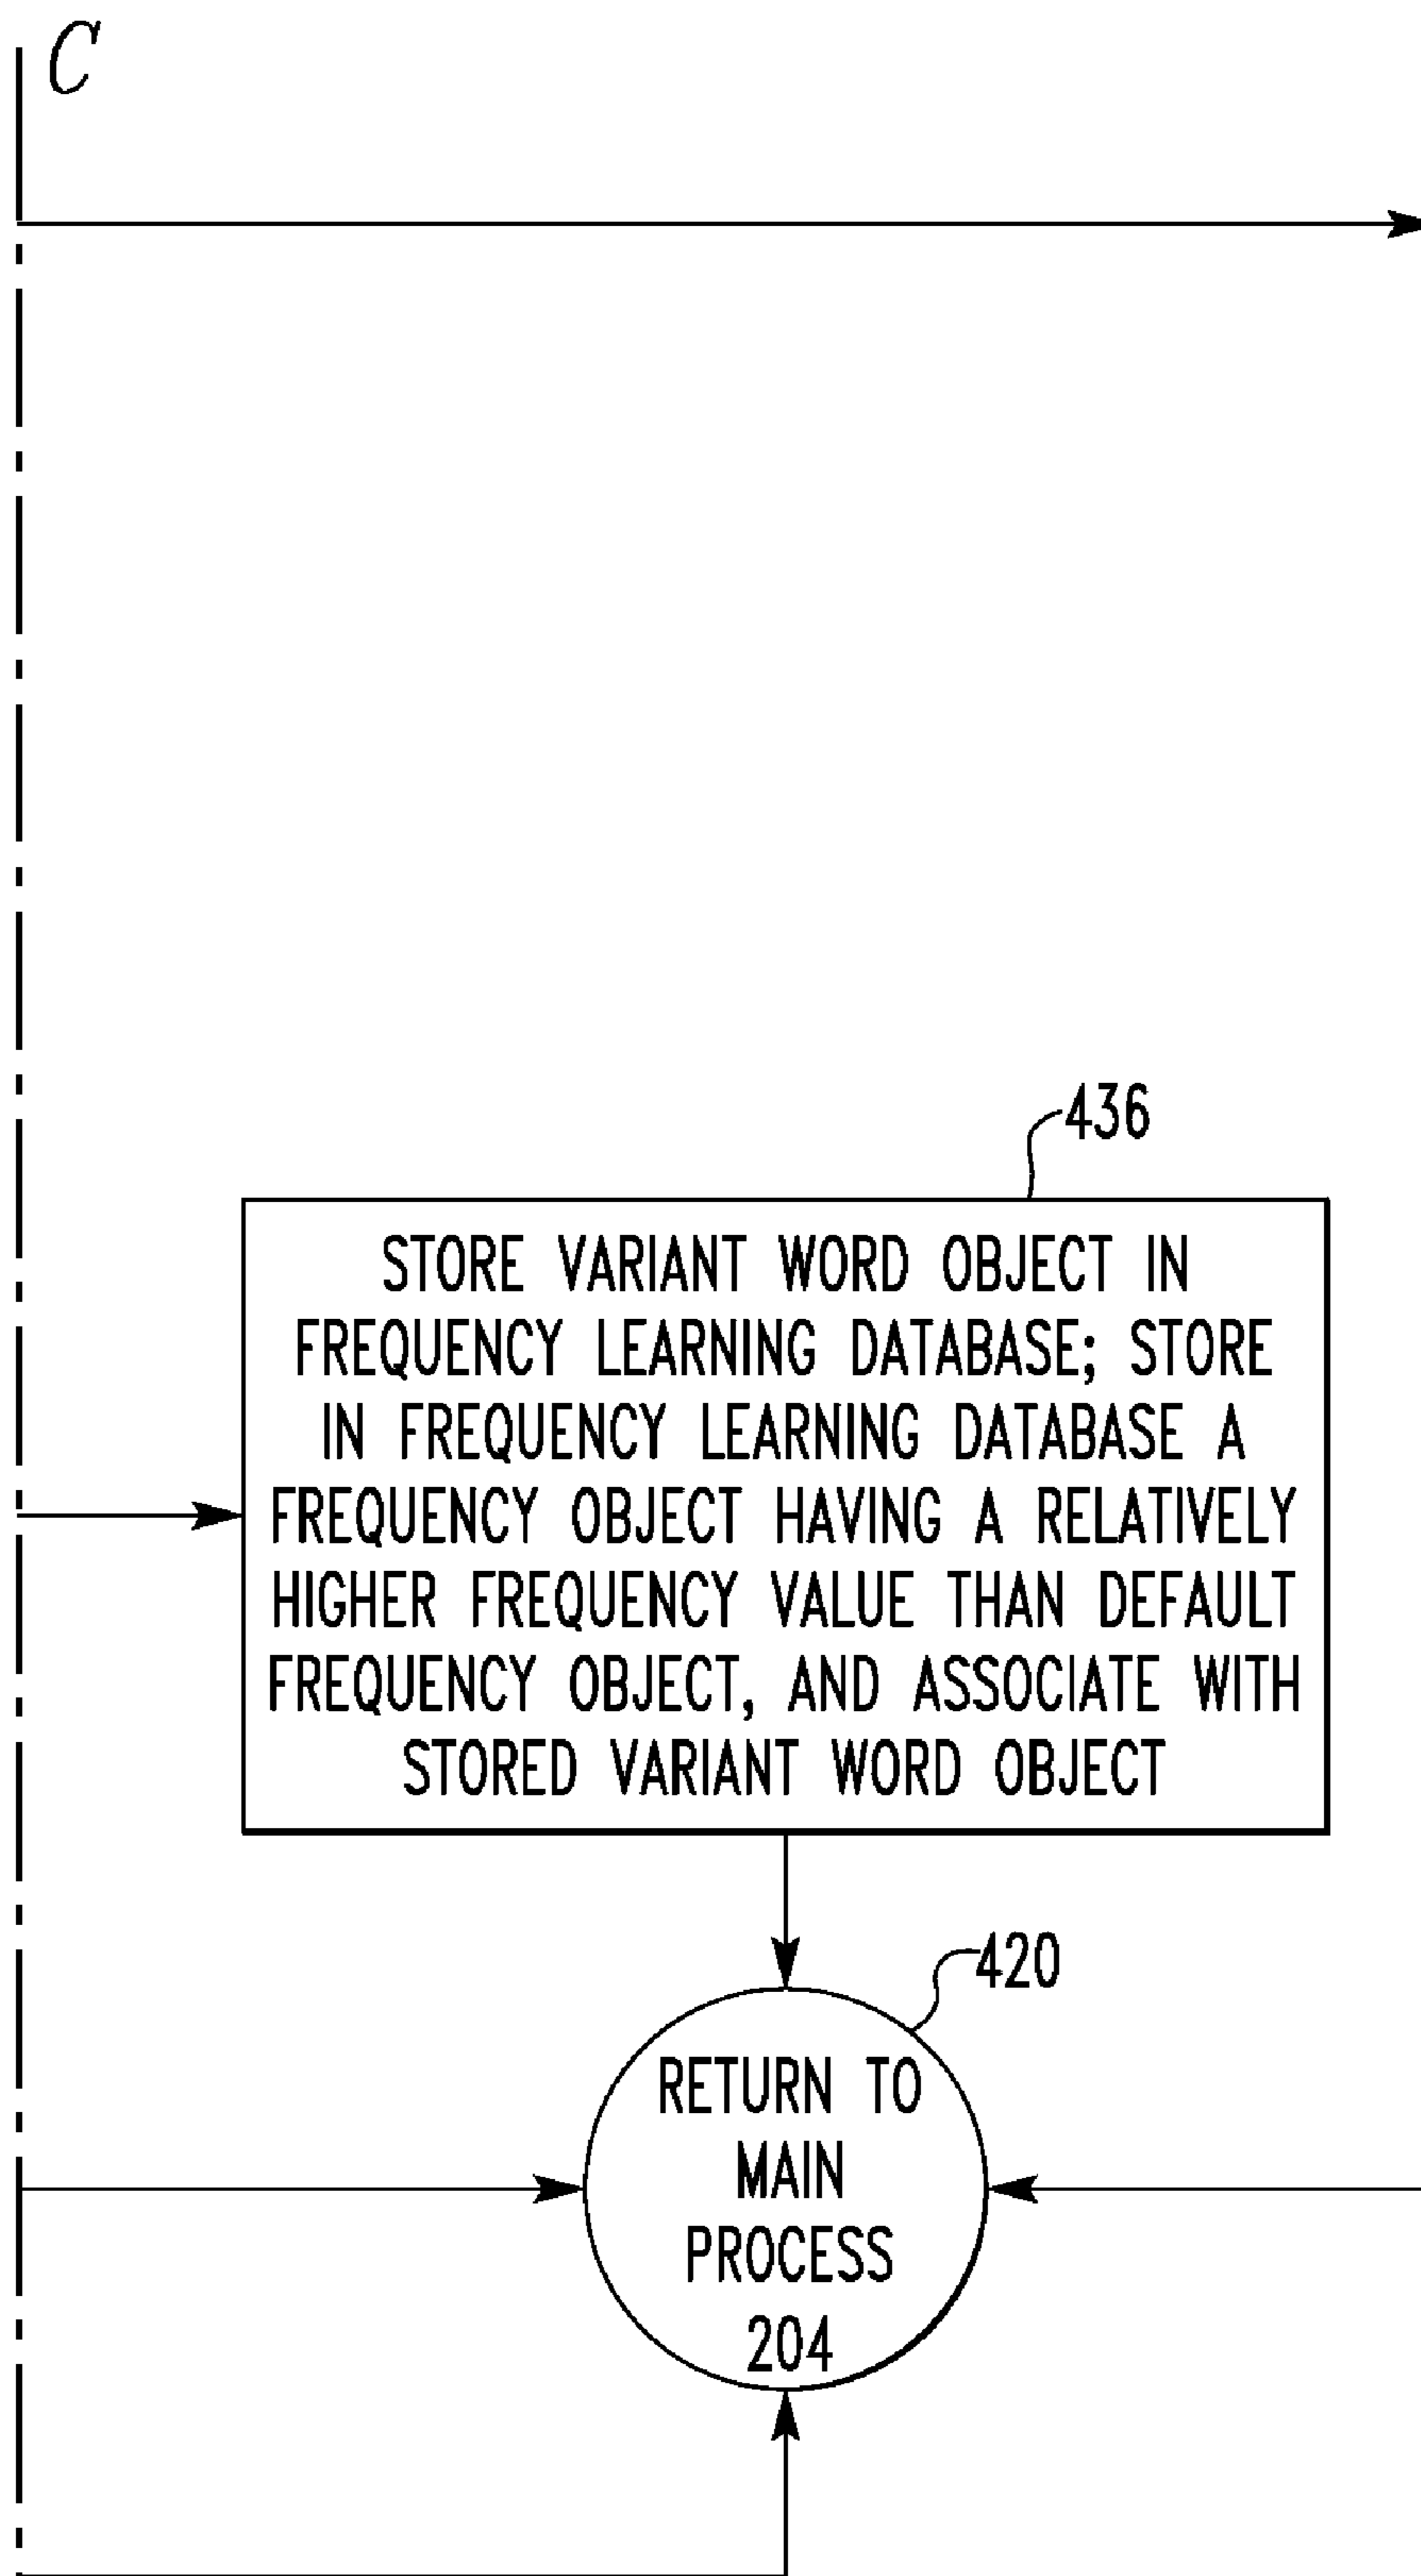 C
436
STORE VARIANT WORD OBJECT IN
FREQUENCY LEARNING DATABASE; STORE
IN FREQUENCY LEARNING DATABASE A
FREQUENCY OBJECT HAVING A RELATIVELY
HIGHER FREQUENCY VALUE THAN DEFAULT
FREQUENCY OBJECT, AND ASSOCIATE WITH
STORED VARIANT WORD OBJECT
420
RETURN TO
MAIN
PROCESS
204